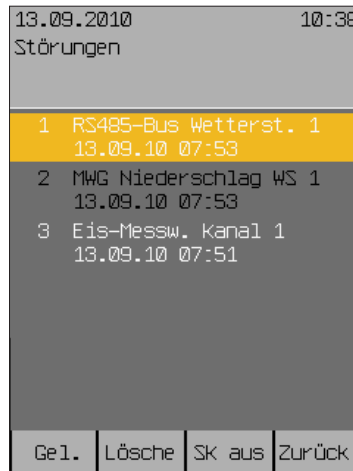 13.09.2010 10:38
Störungen
1 RS485-Bus Wetterst. 1
13.09.10 07:53
2 MWG Niederschlag WS 1
13.09.10 07:53
3 Eis-Messw. Kanal 1
13.09.10 07:51
Gel. Lösche SK aus Zurück